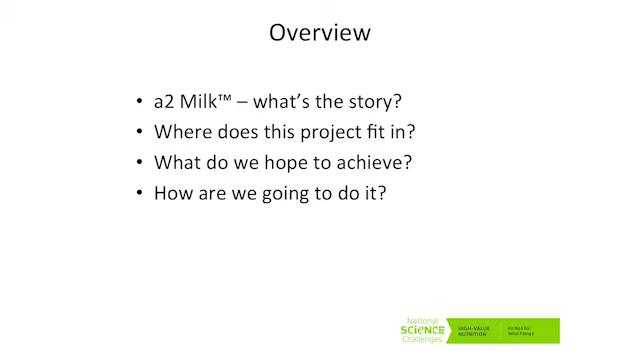 Overview
• a2 Milk™ – what's the story?
• Where does this project fit in?
• What do we hope to achieve?
• How are we going to do it?
National
SCIENCE
Challenges
HIGH-VALUE
NUTRITION